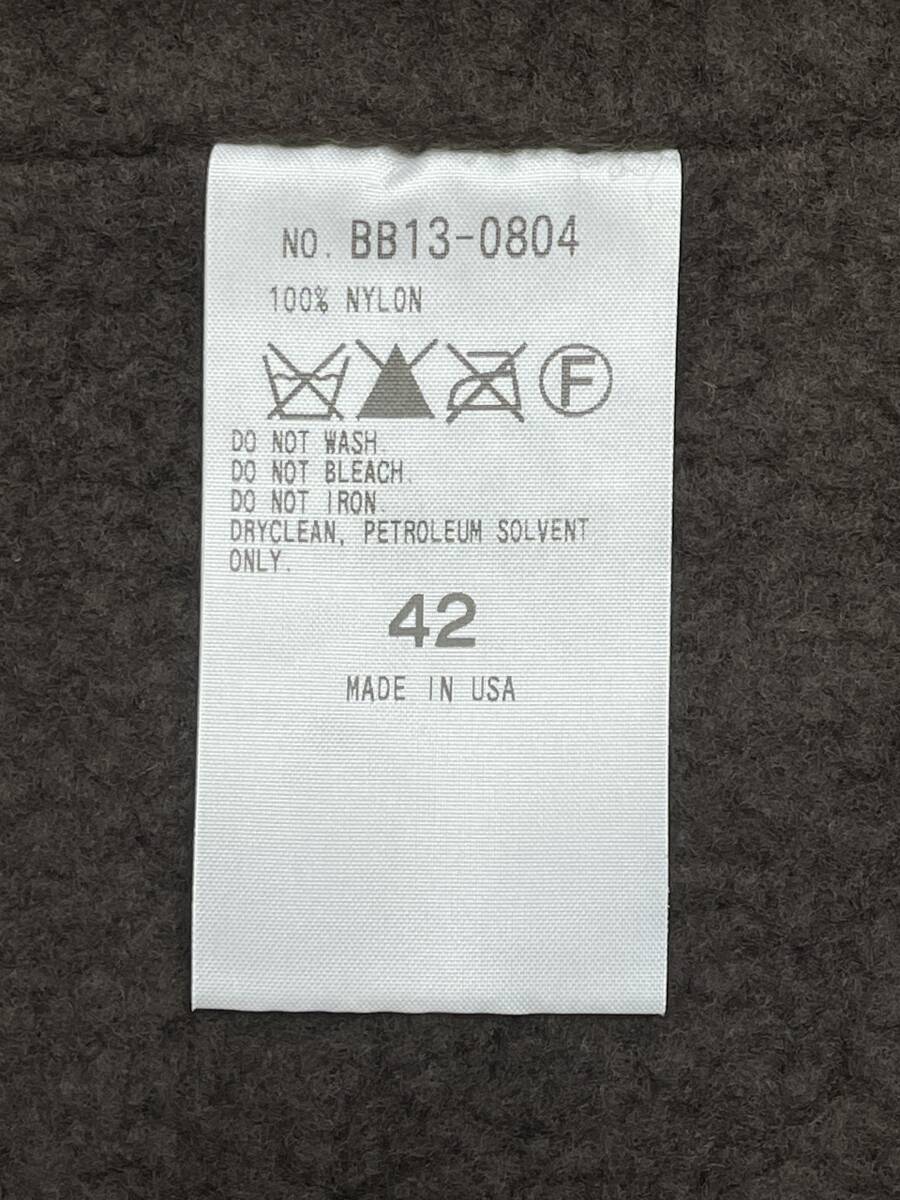 NO. BB13-0804
100% NYLON
F
DO NOT WASH.
DO NOT BLEACH.
DO NOT IRON.
DRYCLEAN, PETROLEUM SOLVENT
ONLY.
42
MADE IN USA